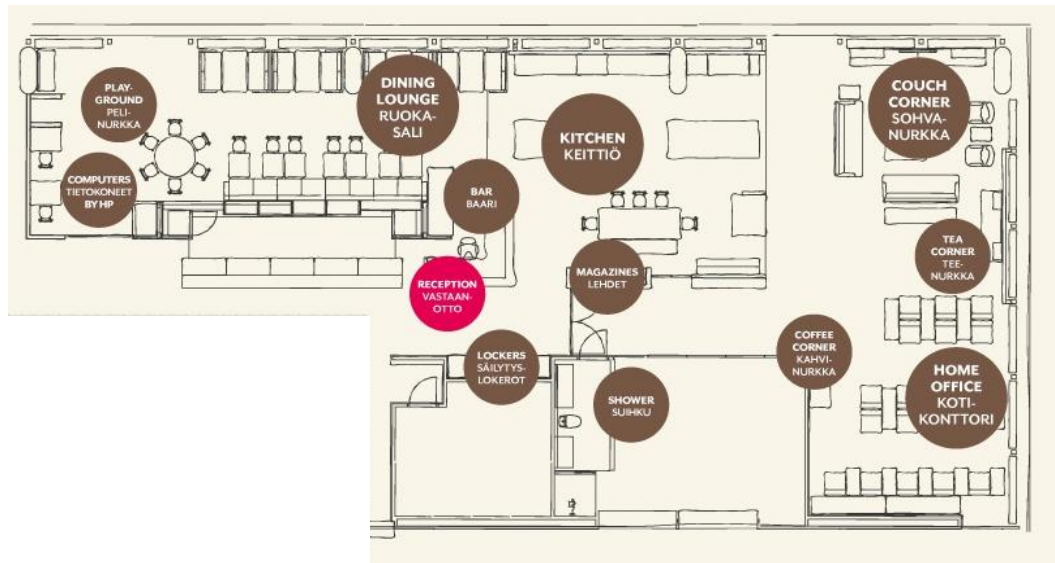 PLAY-
GROUND
PELI-
NURKKA
COMPUTERS
TIETOKONEET
BY HP
DINING
LOUNGE
RUOKA-
SALI
BAR
BAARI
RECEPTION
VASTAAN-
OTTO
LOCKERS
SÄILYTYS-
LOKEROT
KITCHEN
KEITTIÖ
MAGAZINES
LEHDET
SHOWER
SUIHKU
COUCH
CORNER
SOHVA-
NURKKA
TEA
CORNER
TEE-
NURKKA
COFFEE
CORNER
KAHVI-
NURKKA
HOME
OFFICE
KOTI-
KONTTORI